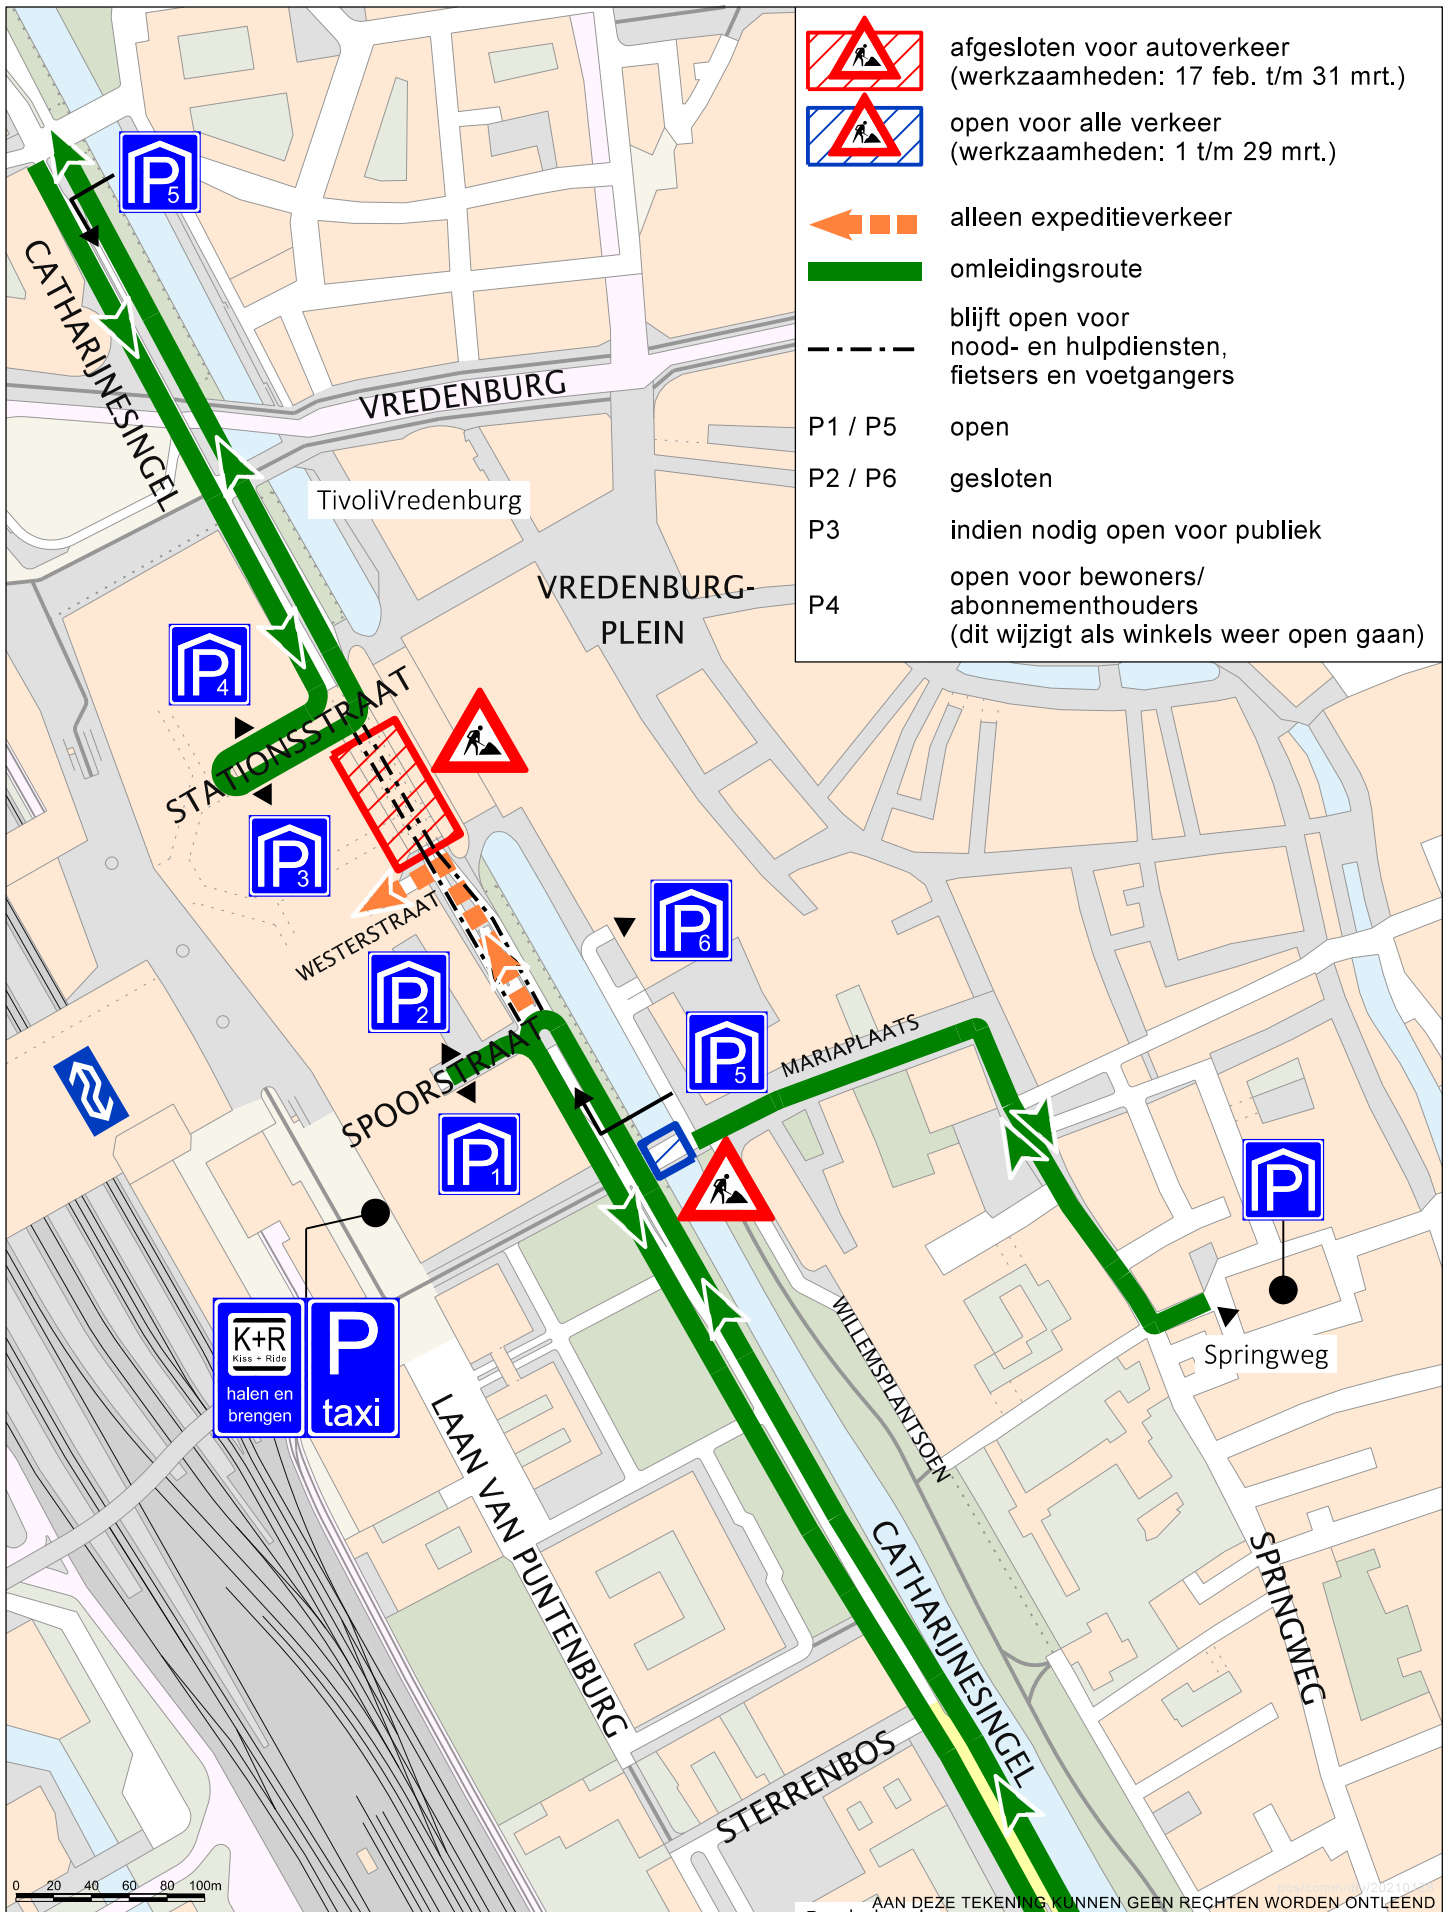 afgesloten voor autoverkeer
(werkzaamheden: 17 feb. t/m 31 mrt.)
open voor alle verkeer
(werkzaamheden: 1 t/m 29 mrt.)
alleen expeditieverkeer
omleidingsroute
blijft open voor
nood- en hulpdiensten,
fietsers en voetgangers
P1 / P5 open
P2 / P6 gesloten
P3 indien nodig open voor publiek
P4 open voor bewoners/
abonnementhouders
(dit wijzigt als winkels weer open gaan)
P5
CATHARIJNESINGEL
VREDENBURG
TivoliVredenburg
VREDENBURG-
PLEIN
P4
STATIONSSTRAAT
P3
WESTERSTRAAT
P6
P2
P5
MARIAPLAATS
SPOORSTRAAT
P1
P
Springweg
K+R
Kiss + Ride
halen en
brengen
P
taxi
WILLEMSPLANTSOEN
LAAN VAN PUNTENBURG
CATHARIJNESINGEL
SPRINGWEG
STERRENBOS
0 20 40 60 80 100m
AAN DEZE TEKENING KUNNEN GEEN RECHTEN WORDEN ONTLEEND